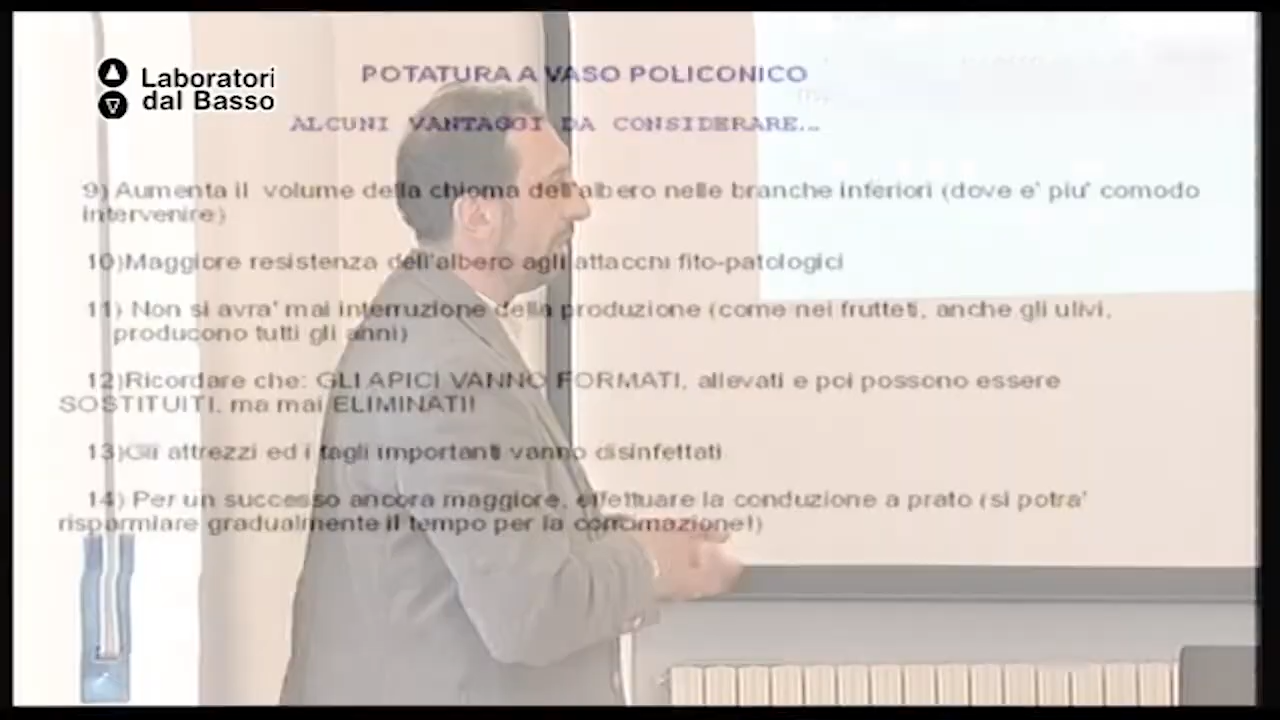 Laboratori
dal Basso
POTATURA A VASO POLICONICO
ALCUNI VANTAGGI DA CONSIDERARE...
9) Aumenta il volume della chioma dell'albero nelle branche inferiori (dove e' piu' comodo
intervenire)
10)Maggiore resistenza dell'albero agli attacchi fito-patologici
11) Non si avra' mai interruzione della produzione (come nei frutteti, anche gli ulivi,
producono tutti gli anni)
12)Ricordare che: GLI APICI VANNO FORMATI, allevati e poi possono essere
SOSTITUITI, ma mai ELIMINATI!
13)Gli attrezzi ed i tagli importanti vanno disinfettati
14) Per un successo ancora maggiore, effettuare la conduzione a prato (si potra'
risparmiare gradualmente il tempo per la concimazione!)